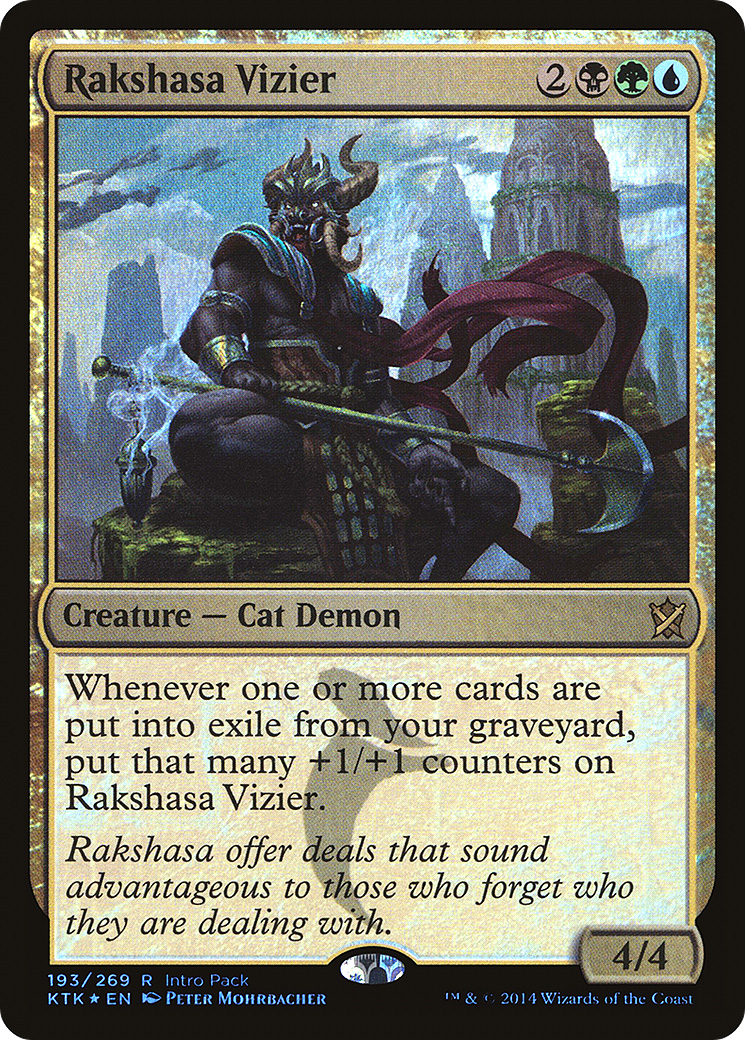 Rakshasa Vizier 2
Creature — Cat Demon
Whenever one or more cards are
put into exile from your graveyard,
put that many +1/+1 counters on
Rakshasa Vizier.
Rakshasa offer deals that sound
advantageous to those who forget who
they are dealing with.
4/4
193/269 R Intro Pack
KTK★EN Peter Mohrbacher
™ & © 2014 Wizards of the Coast